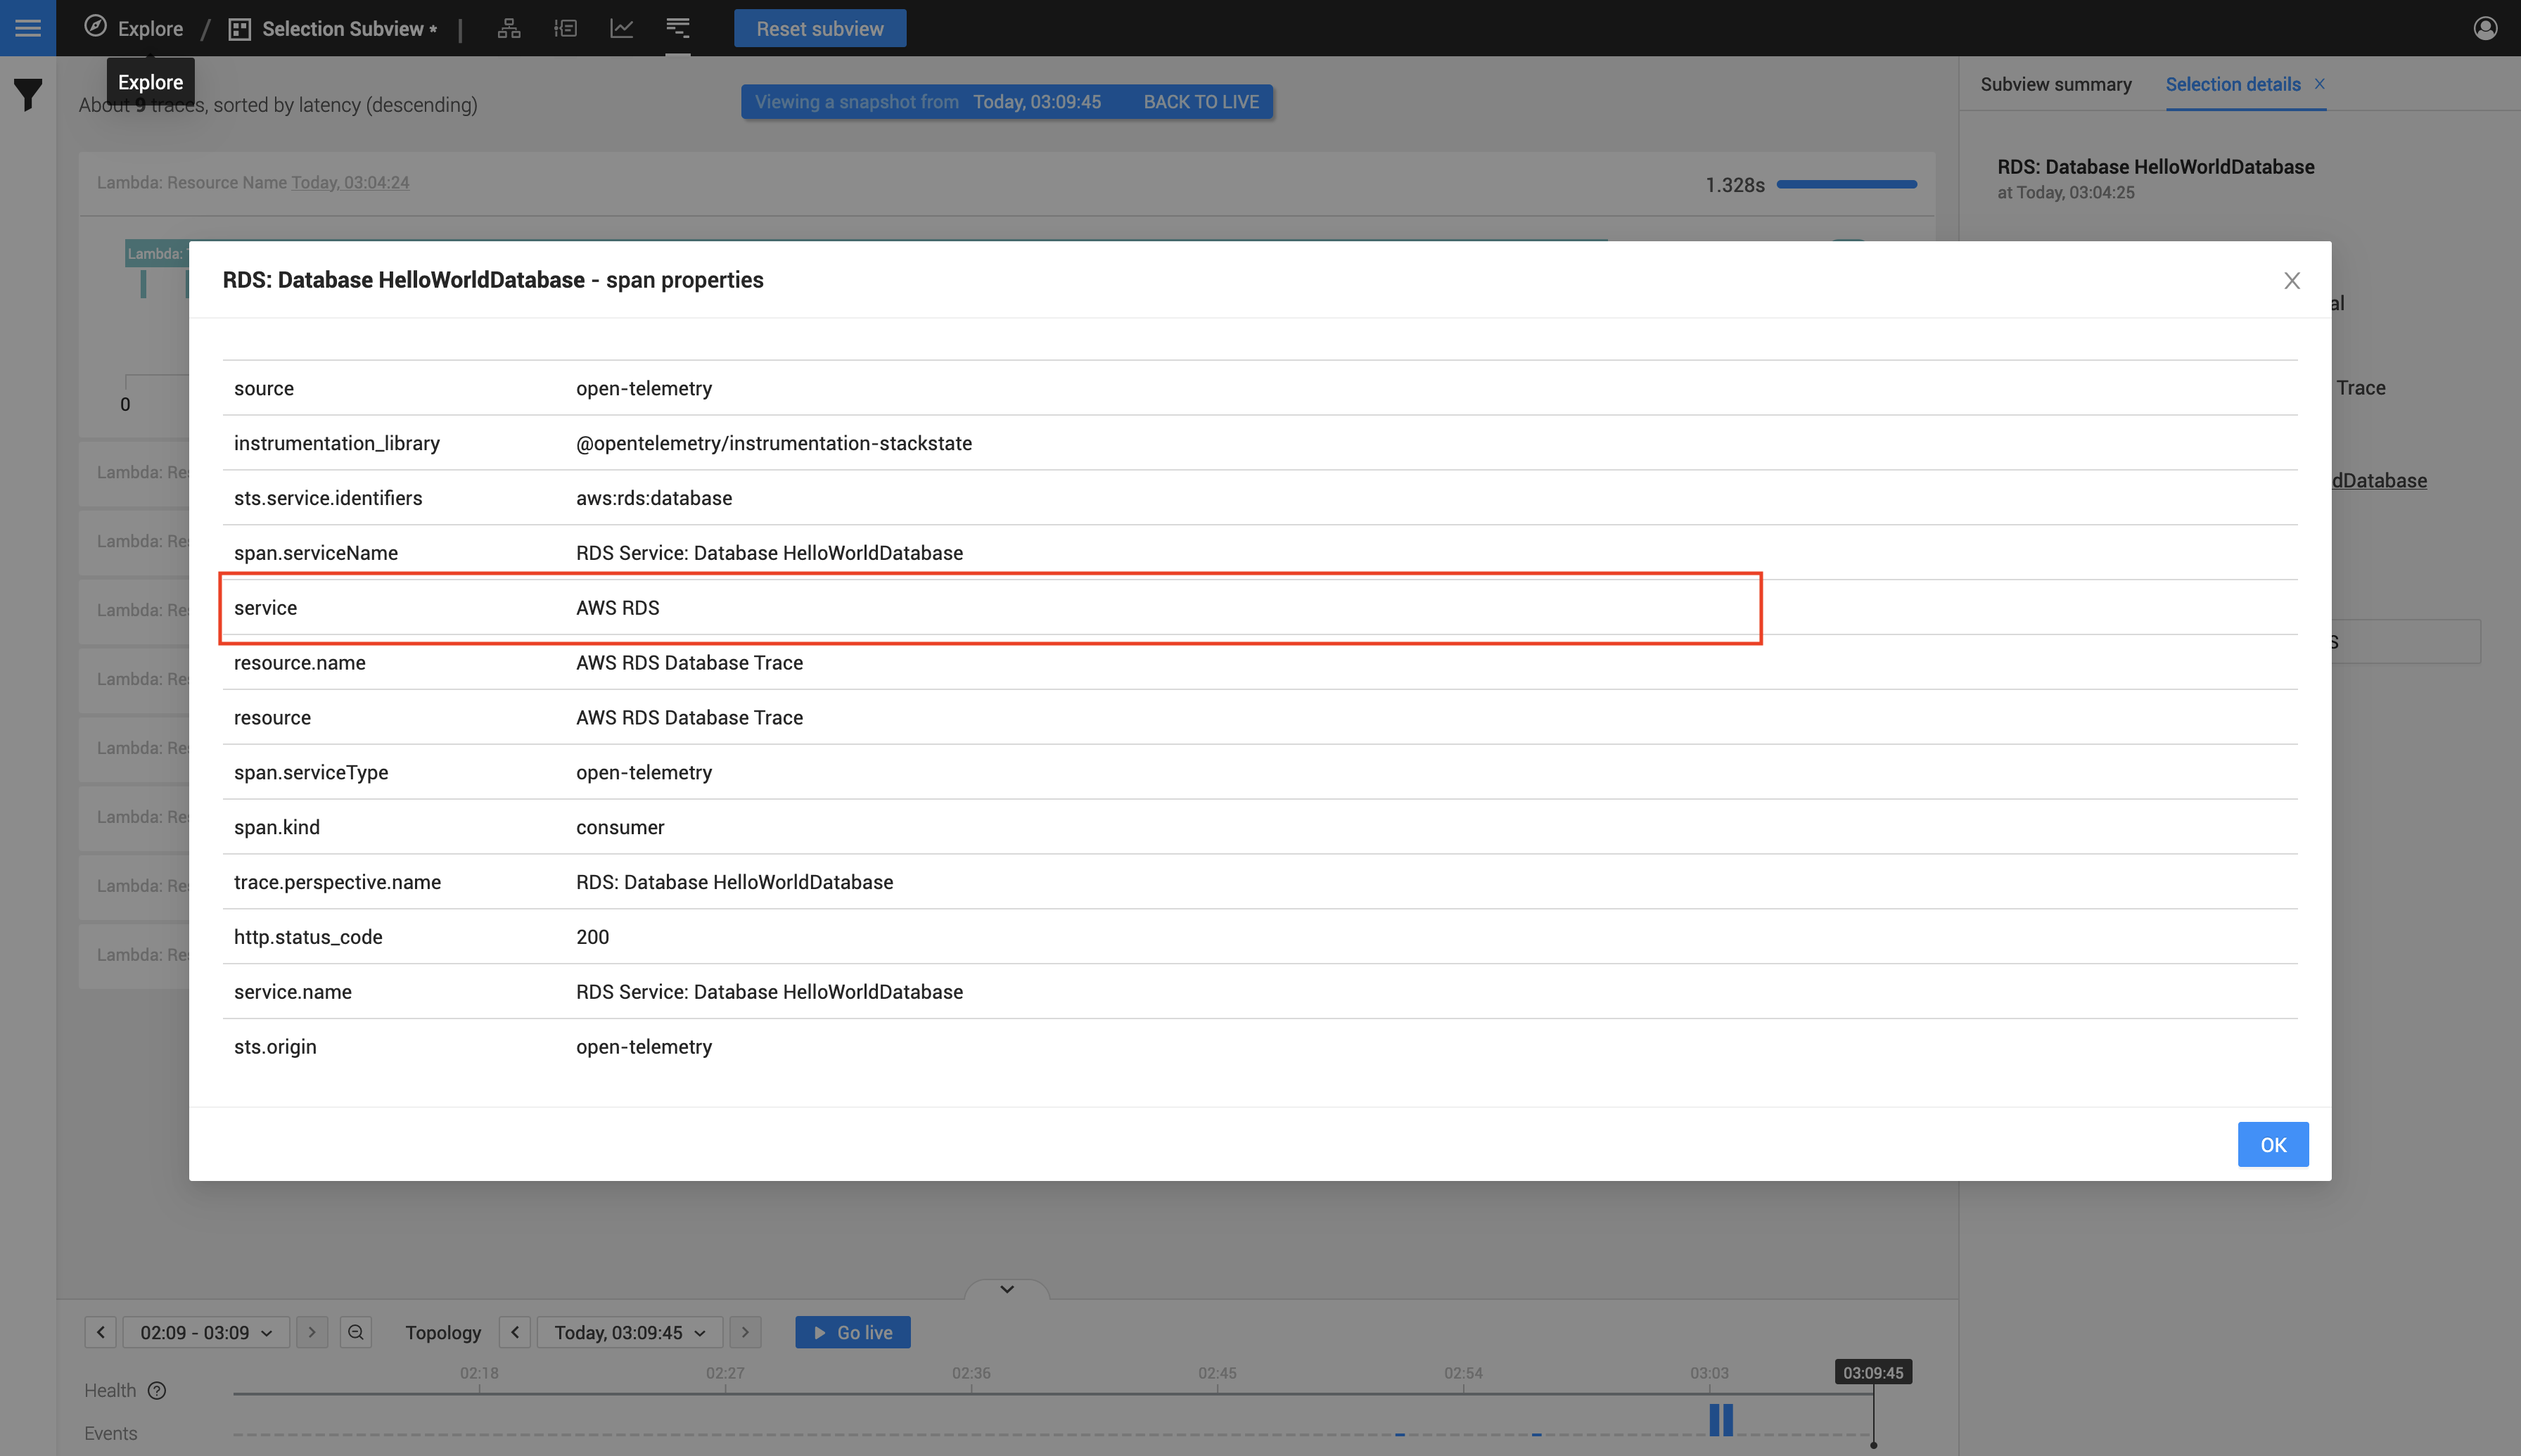 Explore / Selection Subview * | Reset subview
Explore
About 9 traces, sorted by latency (descending)
Viewing a snapshot from Today, 03:09:45 BACK TO LIVE
Subview summary Selection details ×
Lambda: Resource Name Today, 03:04:24 1.328s
RDS: Database HelloWorldDatabase
at Today, 03:04:25
Lambda:
RDS: Database HelloWorldDatabase - span properties
al
source open-telemetry
Trace
0
instrumentation_library @opentelemetry/instrumentation-stackstate
Lambda: Re
dDatabase
sts.service.identifiers aws:rds:database
Lambda: Re
span.serviceName RDS Service: Database HelloWorldDatabase
Lambda: Re
service AWS RDS
S
resource.name AWS RDS Database Trace
Lambda: Re
resource AWS RDS Database Trace
Lambda: Re
span.serviceType open-telemetry
Lambda: Re
span.kind consumer
trace.perspective.name RDS: Database HelloWorldDatabase
Lambda: Re
http.status_code 200
Lambda: Re
service.name RDS Service: Database HelloWorldDatabase
sts.origin open-telemetry
OK
02:09 - 03:09 Topology Today, 03:09:45 Go live
02:18 02:27 02:36 02:45 02:54 03:03 03:09:45
Health ?
Events